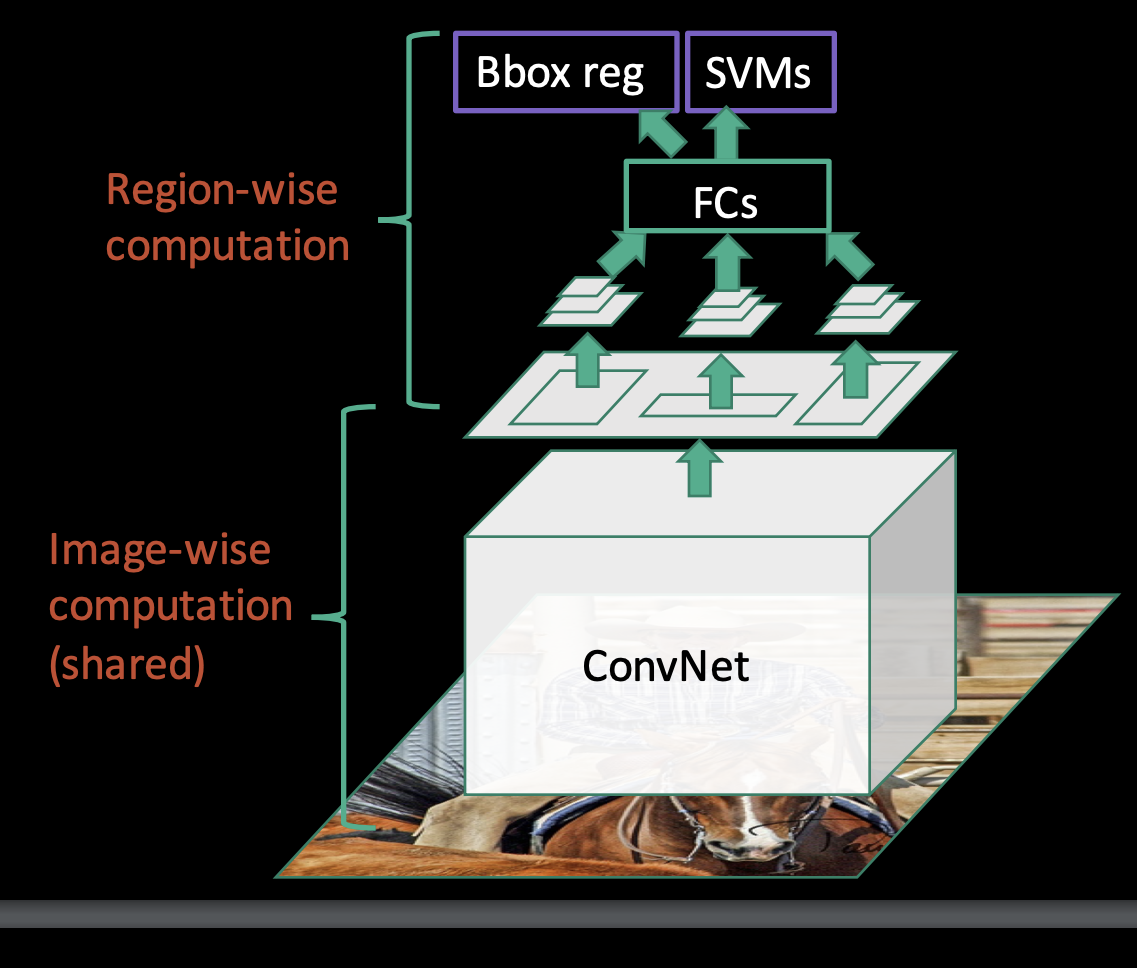 Bbox reg
SVMs
Region-wise
computation
FCs
Image-wise
computation
(shared)
ConvNet